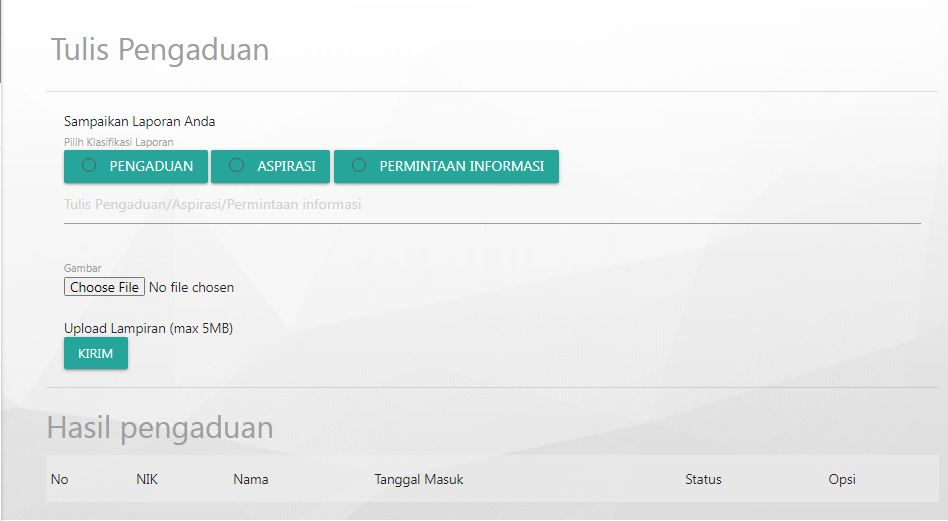 Tulis Pengaduan
Sampaikan Laporan Anda
Pilih Klasifikasi Laporan
PENGADUAN ASPIRASI PERMINTAAN INFORMASI
Tulis Pengaduan/Aspirasi/Permintaan informasi
Gambar
Choose File No file chosen
Upload Lampiran (max 5MB)
KIRIM
Hasil pengaduan
No NIK Nama Tanggal Masuk Status Opsi